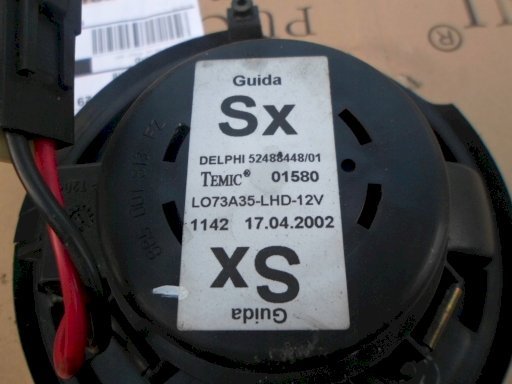 Guida
Sx
DELPHI 52488448/01
TEMIC® 01580
LO73A35-LHD-12V
1142 17.04.2002
Sx
Guida